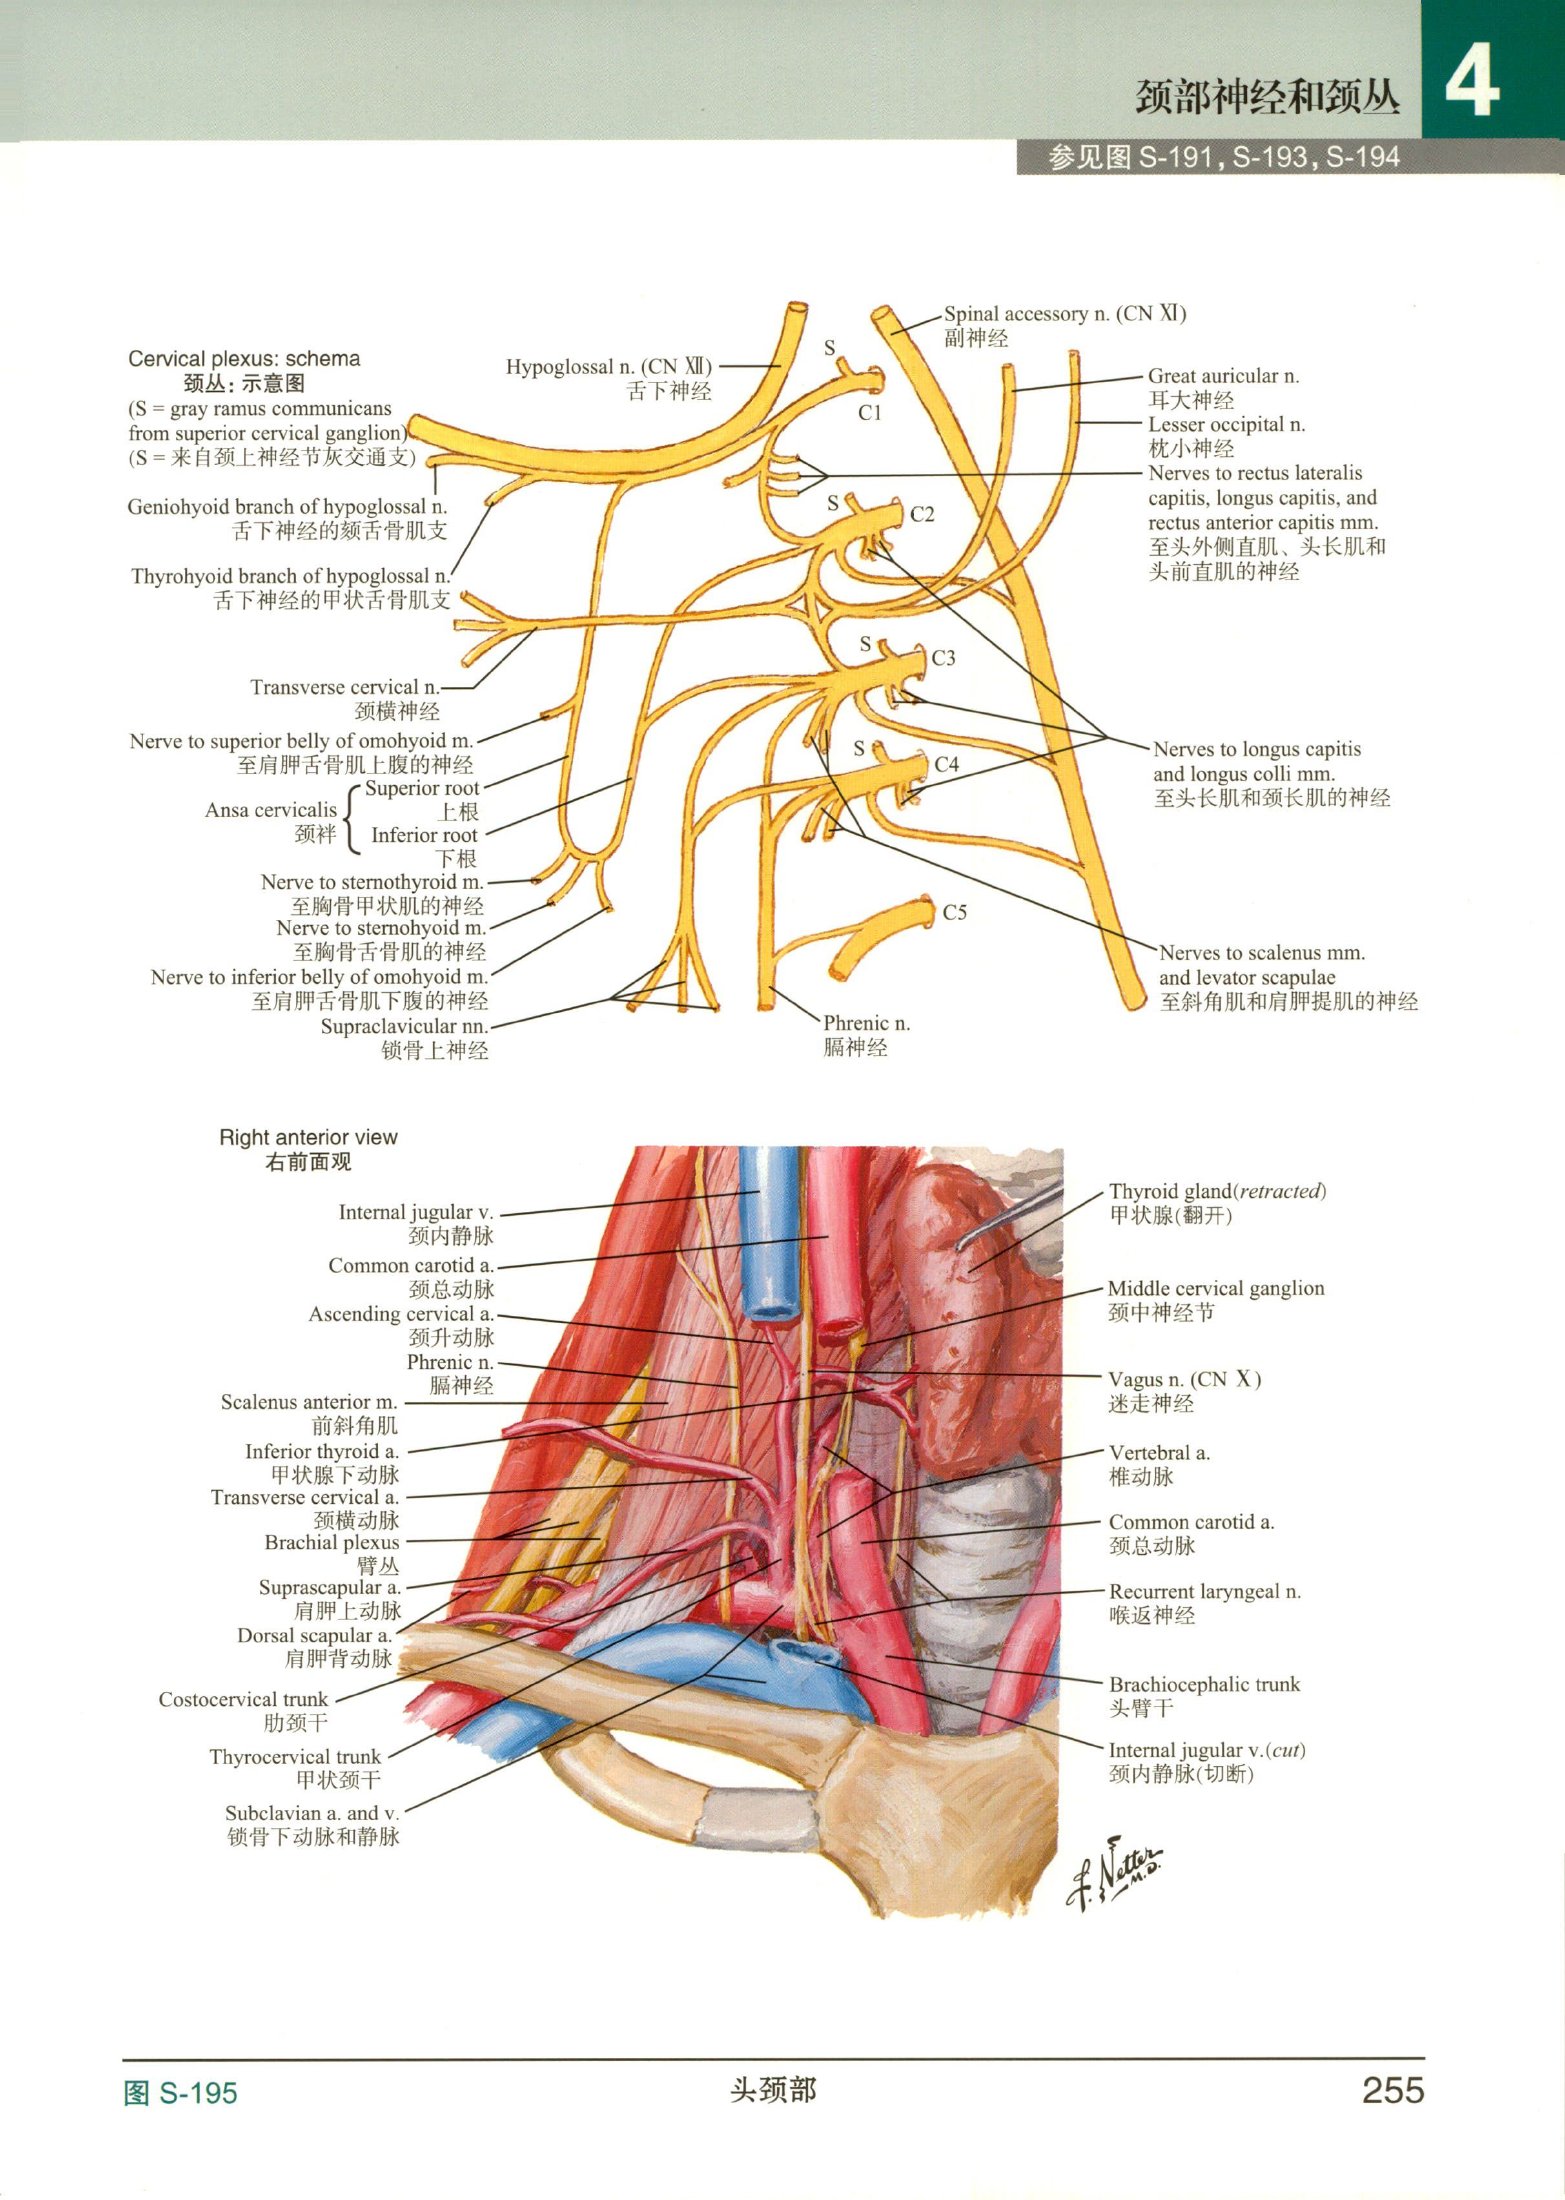 颈部神经和颈丛
4
参见图 S-191, S-193, S-194
Cervical plexus: schema
颈丛: 示意图
(S = gray ramus communicans
from superior cervical ganglion)
(S = 来自颈上神经节灰交通支)
Hypoglossal n. (CN Ⅻ)
舌下神经
Geniohyoid branch of hypoglossal n.
舌下神经的颏舌骨肌支
Thyrohyoid branch of hypoglossal n.
舌下神经的甲状舌骨肌支
Transverse cervical n.
颈横神经
Nerve to superior belly of omohyoid m.
至肩胛舌骨肌上腹的神经
Ansa cervicalis
颈袢
Superior root
上根
Inferior root
下根
Nerve to sternothyroid m.
至胸骨甲状肌的神经
Nerve to sternohyoid m.
至胸骨舌骨肌的神经
Nerve to inferior belly of omohyoid m.
至肩胛舌骨肌下腹的神经
Supraclavicular nn.
锁骨上神经
S
C1
S
C2
S
C3
S
C4
C5
Phrenic n.
膈神经
Spinal accessory n. (CN Ⅺ)
副神经
Great auricular n.
耳大神经
Lesser occipital n.
枕小神经
Nerves to rectus lateralis
capitis, longus capitis, and
rectus anterior capitis mm.
至头外侧直肌、头长肌和
头前直肌的神经
Nerves to longus capitis
and longus colli mm.
至头长肌和颈长肌的神经
Nerves to scalenus mm.
and levator scapulae
至斜角肌和肩胛提肌的神经
Right anterior view
右前面观
Internal jugular v.
颈内静脉
Common carotid a.
颈总动脉
Ascending cervical a.
颈升动脉
Phrenic n.
膈神经
Scalenus anterior m.
前斜角肌
Inferior thyroid a.
甲状腺下动脉
Transverse cervical a.
颈横动脉
Brachial plexus
臂丛
Suprascapular a.
肩胛上动脉
Dorsal scapular a.
肩胛背动脉
Costocervical trunk
肋颈干
Thyrocervical trunk
甲状颈干
Subclavian a. and v.
锁骨下动脉和静脉
Thyroid gland(retracted)
甲状腺(翻开)
Middle cervical ganglion
颈中神经节
Vagus n. (CN Ⅹ)
迷走神经
Vertebral a.
椎动脉
Common carotid a.
颈总动脉
Recurrent laryngeal n.
喉返神经
Brachiocephalic trunk
头臂干
Internal jugular v.(cut)
颈内静脉(切断)
F. Netter
M.D.
图 S-195
头颈部
255